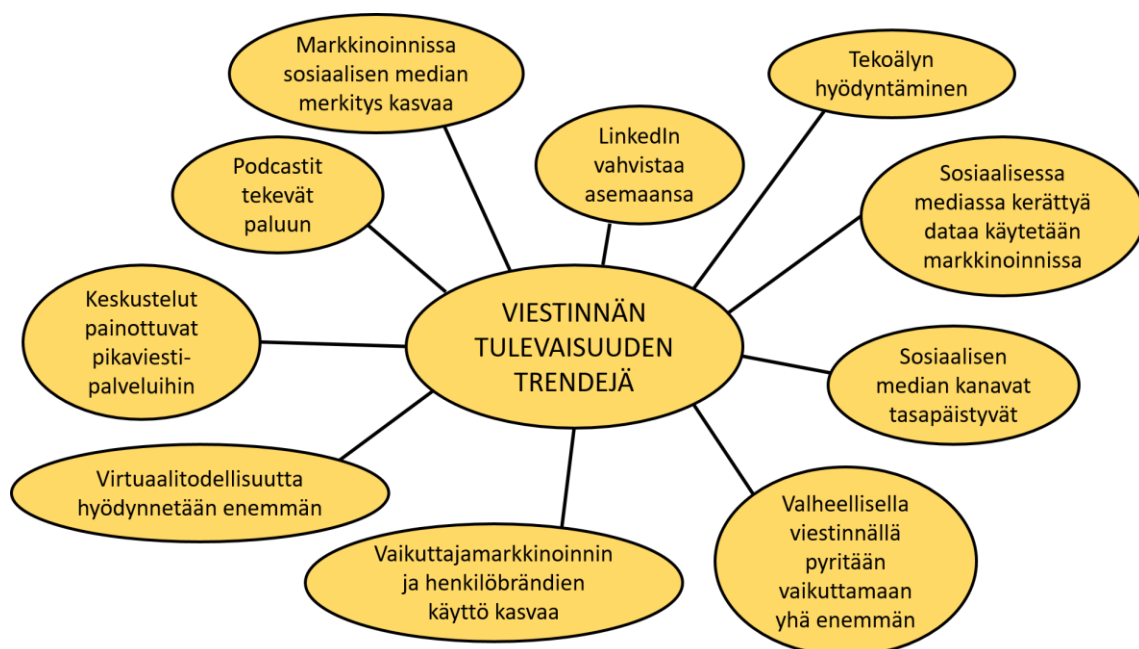 Markkinoinnissa
sosiaalisen median
merkitys kasvaa
Tekoälyn
hyödyntäminen
LinkedIn
vahvistaa
asemaansa
Podcastit
tekevät
paluun
Sosiaalisessa
mediassa kerättyä
dataa käytetään
markkinoinnissa
Keskustelut
painottuvat
pikaviesti-
palveluihin
VIESTINNÄN
TULEVAISUUDEN
TRENDEJÄ
Sosiaalisen
median kanavat
tasapäistyvät
Virtuaalitodellisuutta
hyödynnetään enemmän
Vaikuttajamarkkinoinnin
ja henkilöbrändien
käyttö kasvaa
Valheellisella
viestinnällä
pyritään
vaikuttamaan
yhä enemmän